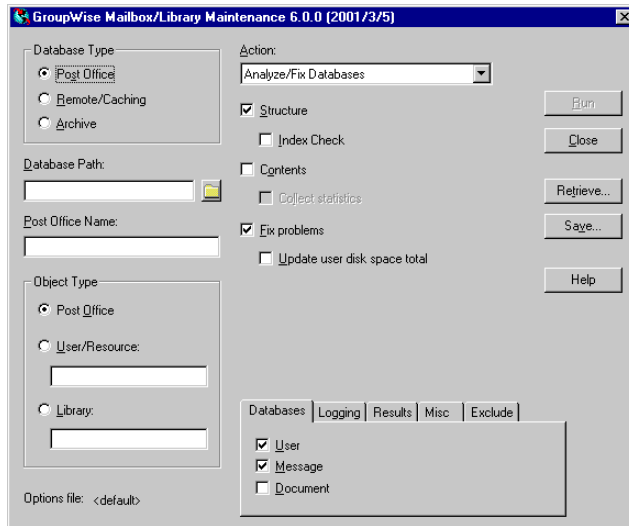 GroupWise Mailbox/Library Maintenance 6.0.0 (2001/3/5)
Database Type
Post Office
Remote/Caching
Archive
Database Path:
Post Office Name:
Object Type
Post Office
User/Resource:
Library:
Options file: <default>
Action:
Analyze/Fix Databases
Structure
Index Check
Contents
Collect statistics
Fix problems
Update user disk space total
Run
Close
Retrieve...
Save...
Help
Databases Logging Results Misc Exclude
User
Message
Document